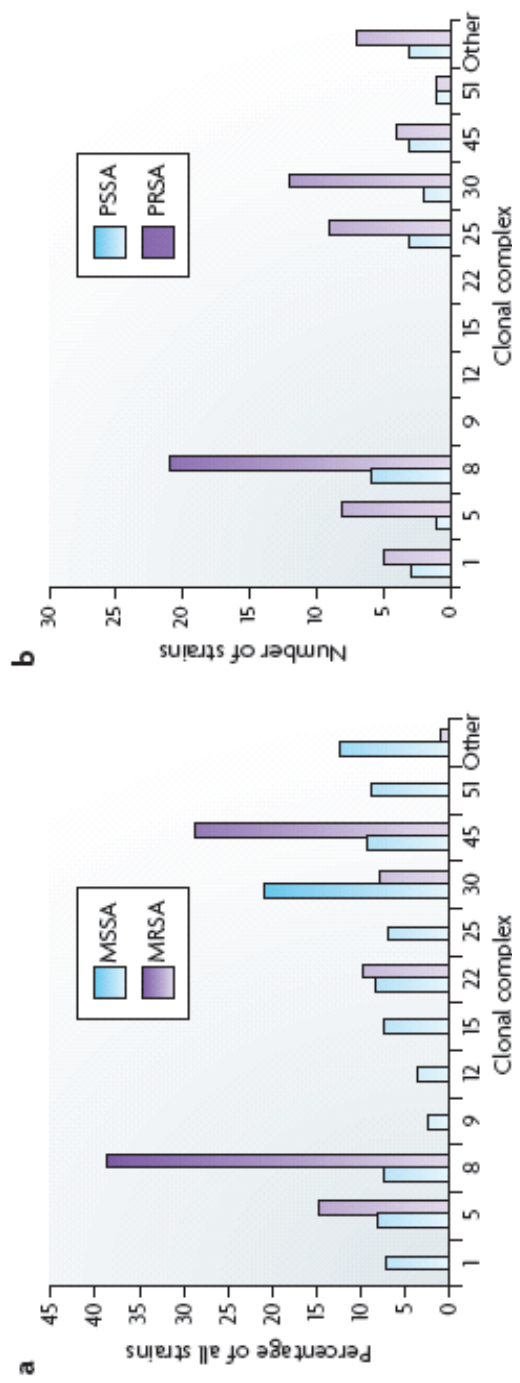 a
Percentage of all strains
45
40
35
30
25
20
15
10
5
0
MSSA
MRSA
1 5 8 9 12 15 22 25 30 45 51 Other
Clonal complex
b
Number of strains
30
25
20
15
10
5
0
PSSA
PRSA
1 5 8 9 12 15 22 25 30 45 51 Other
Clonal complex